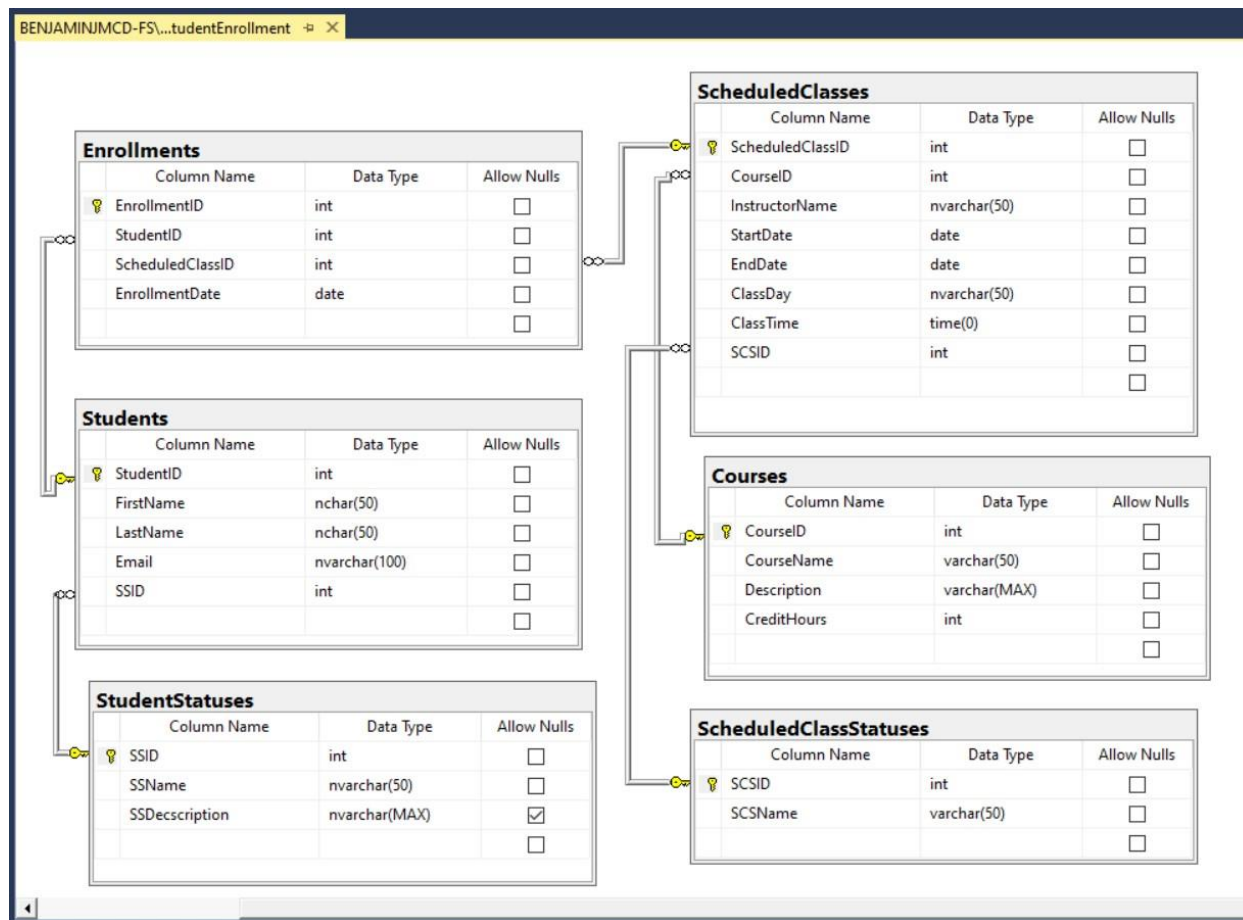 BENJAMINJMCD-FS\...tudentEnrollment
Enrollments
Column Name Data Type Allow Nulls
EnrollmentID int
StudentID int
ScheduledClassID int
EnrollmentDate date
Students
Column Name Data Type Allow Nulls
StudentID int
FirstName nchar(50)
LastName nchar(50)
Email nvarchar(100)
SSID int
StudentStatuses
Column Name Data Type Allow Nulls
SSID int
SSName nvarchar(50)
SSDecscription nvarchar(MAX)
ScheduledClasses
Column Name Data Type Allow Nulls
ScheduledClassID int
CourseID int
InstructorName nvarchar(50)
StartDate date
EndDate date
ClassDay nvarchar(50)
ClassTime time(0)
SCSID int
Courses
Column Name Data Type Allow Nulls
CourseID int
CourseName varchar(50)
Description varchar(MAX)
CreditHours int
ScheduledClassStatuses
Column Name Data Type Allow Nulls
SCSID int
SCSName varchar(50)